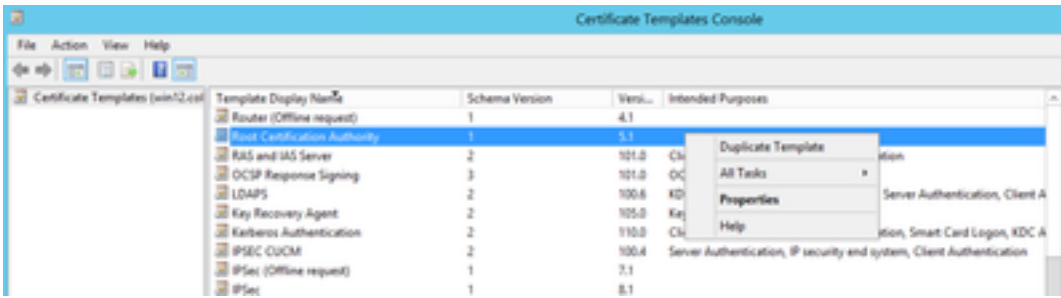 Certificate Templates Console
File Action View Help
Certificate Templates (win12.col
Template Display Name Schema Version Versi... Intended Purposes
Router (Offline request) 1 4.1
Root Certification Authority 1 5.1
RAS and IAS Server 2 101.0
OCSP Response Signing 3 101.0
LDAPS 2 100.6 KD Server Authentication, Client A
Key Recovery Agent 2 105.0 Key
Kerberos Authentication 2 110.0 Smart Card Logon, KDC A
IPSEC CUCM 2 100.4 Server Authentication, IP security end system, Client Authentication
IPSec (Offline request) 1 7.1
IPSec 1 8.1
Duplicate Template
All Tasks
Properties
Help